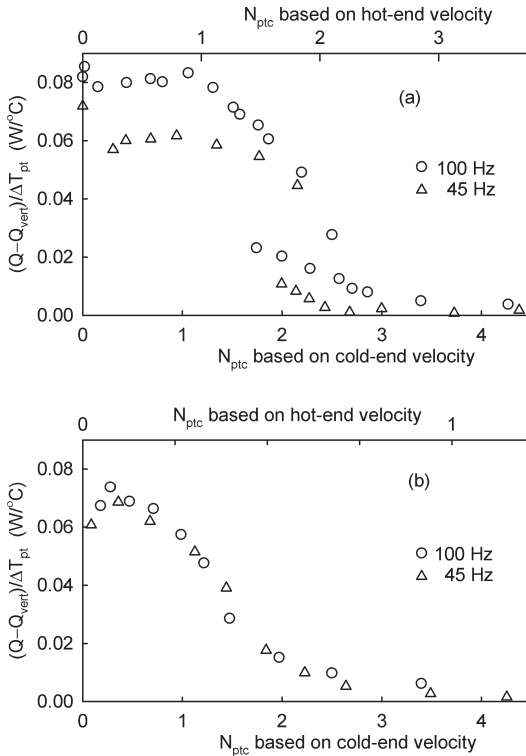 N_ptc based on hot-end velocity
0 1 2 3
(a)
0.08
0.06
0.04
0.02
0.00
(Q−Q_vert)/ΔT_pt (W/°C)
100 Hz
45 Hz
0 1 2 3 4
N_ptc based on cold-end velocity
N_ptc based on hot-end velocity
0 1
(b)
0.08
0.06
0.04
0.02
0.00
(Q−Q_vert)/ΔT_pt (W/°C)
100 Hz
45 Hz
0 1 2 3 4
N_ptc based on cold-end velocity